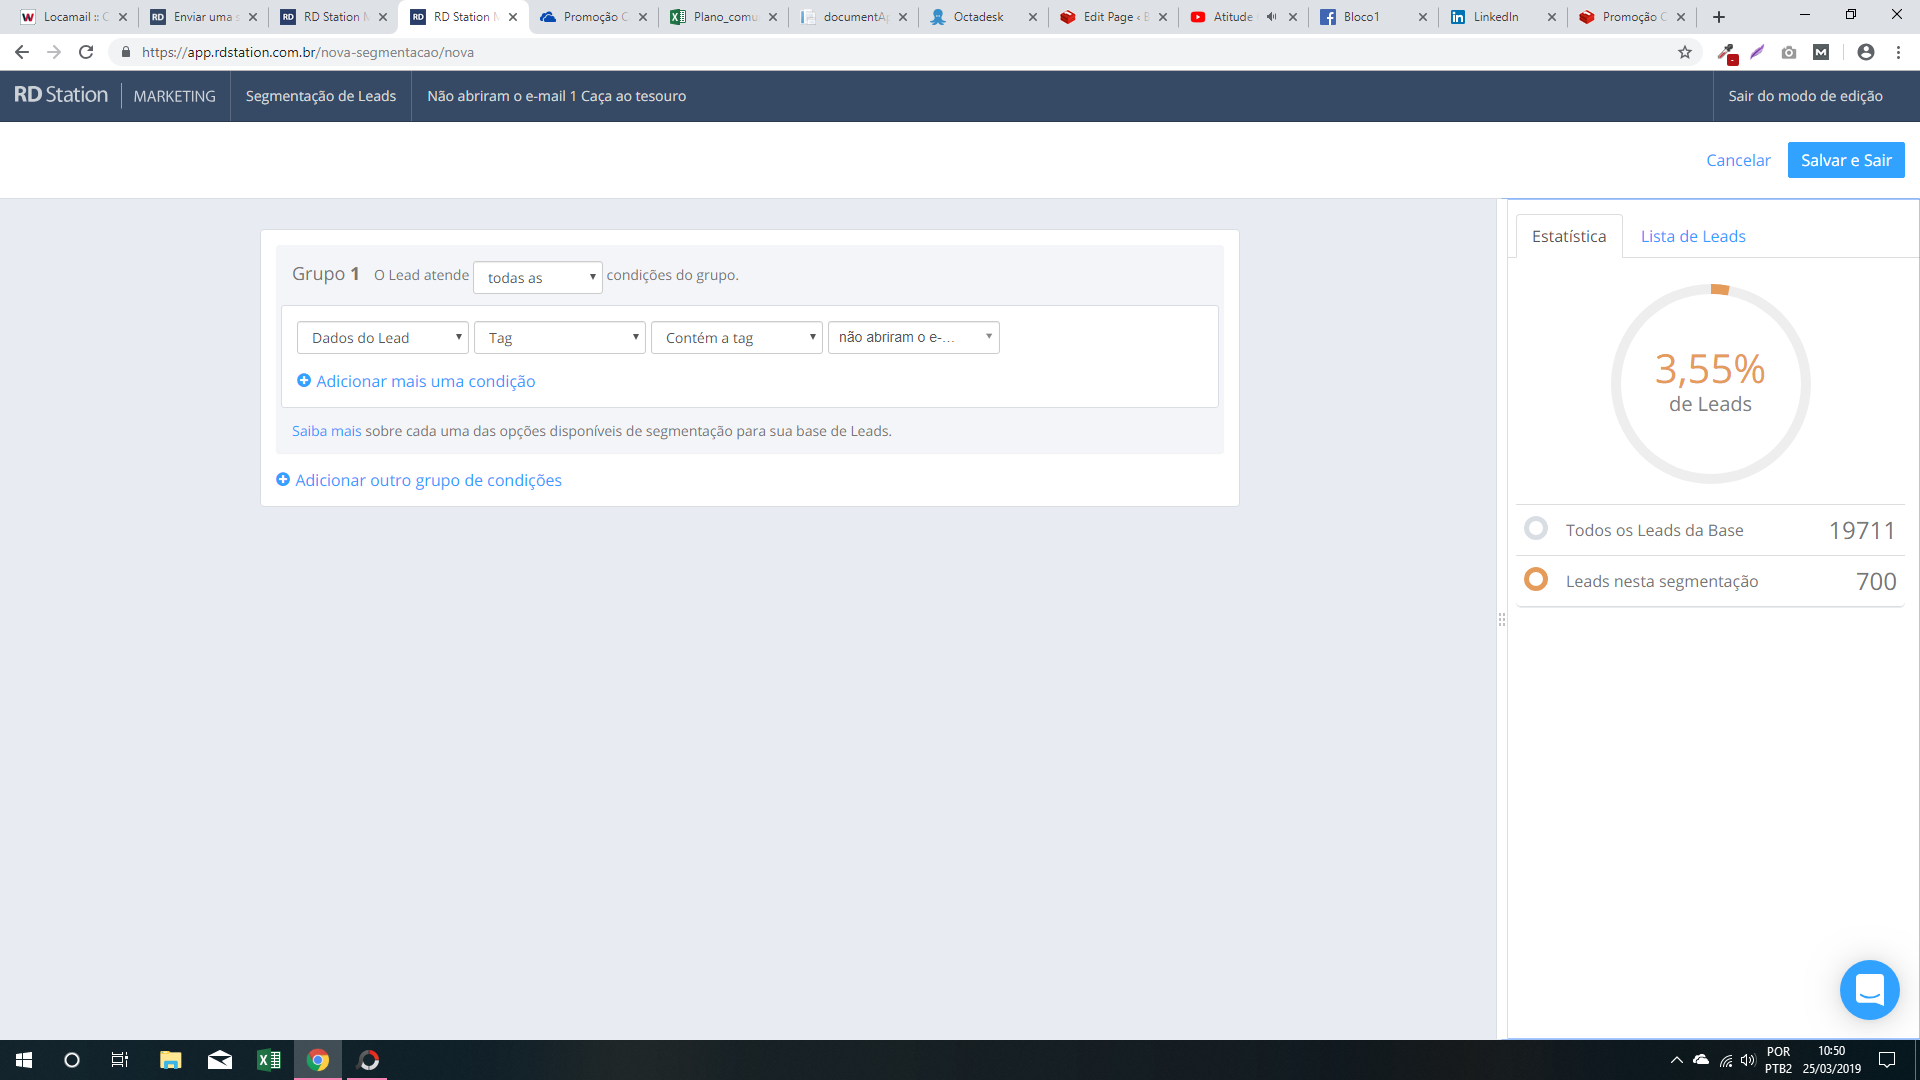 Locamail :: C
Enviar uma s
RD Station M
RD Station M
Promoção C
Plano_comu
documentAp
Octadesk
Edit Page ‹ B
Atitude
Bloco1
LinkedIn
Promoção C
https://app.rdstation.com.br/nova-segmentacao/nova
RD Station MARKETING
Segmentação de Leads
Não abriram o e-mail 1 Caça ao tesouro
Sair do modo de edição
Cancelar
Salvar e Sair
Grupo 1 O Lead atende todas as condições do grupo.
Dados do Lead
Tag
Contém a tag
não abriram o e-...
Adicionar mais uma condição
Saiba mais sobre cada uma das opções disponíveis de segmentação para sua base de Leads.
Adicionar outro grupo de condições
Estatística
Lista de Leads
3,55%
de Leads
Todos os Leads da Base 19711
Leads nesta segmentação 700
POR
PTB2
10:50
25/03/2019